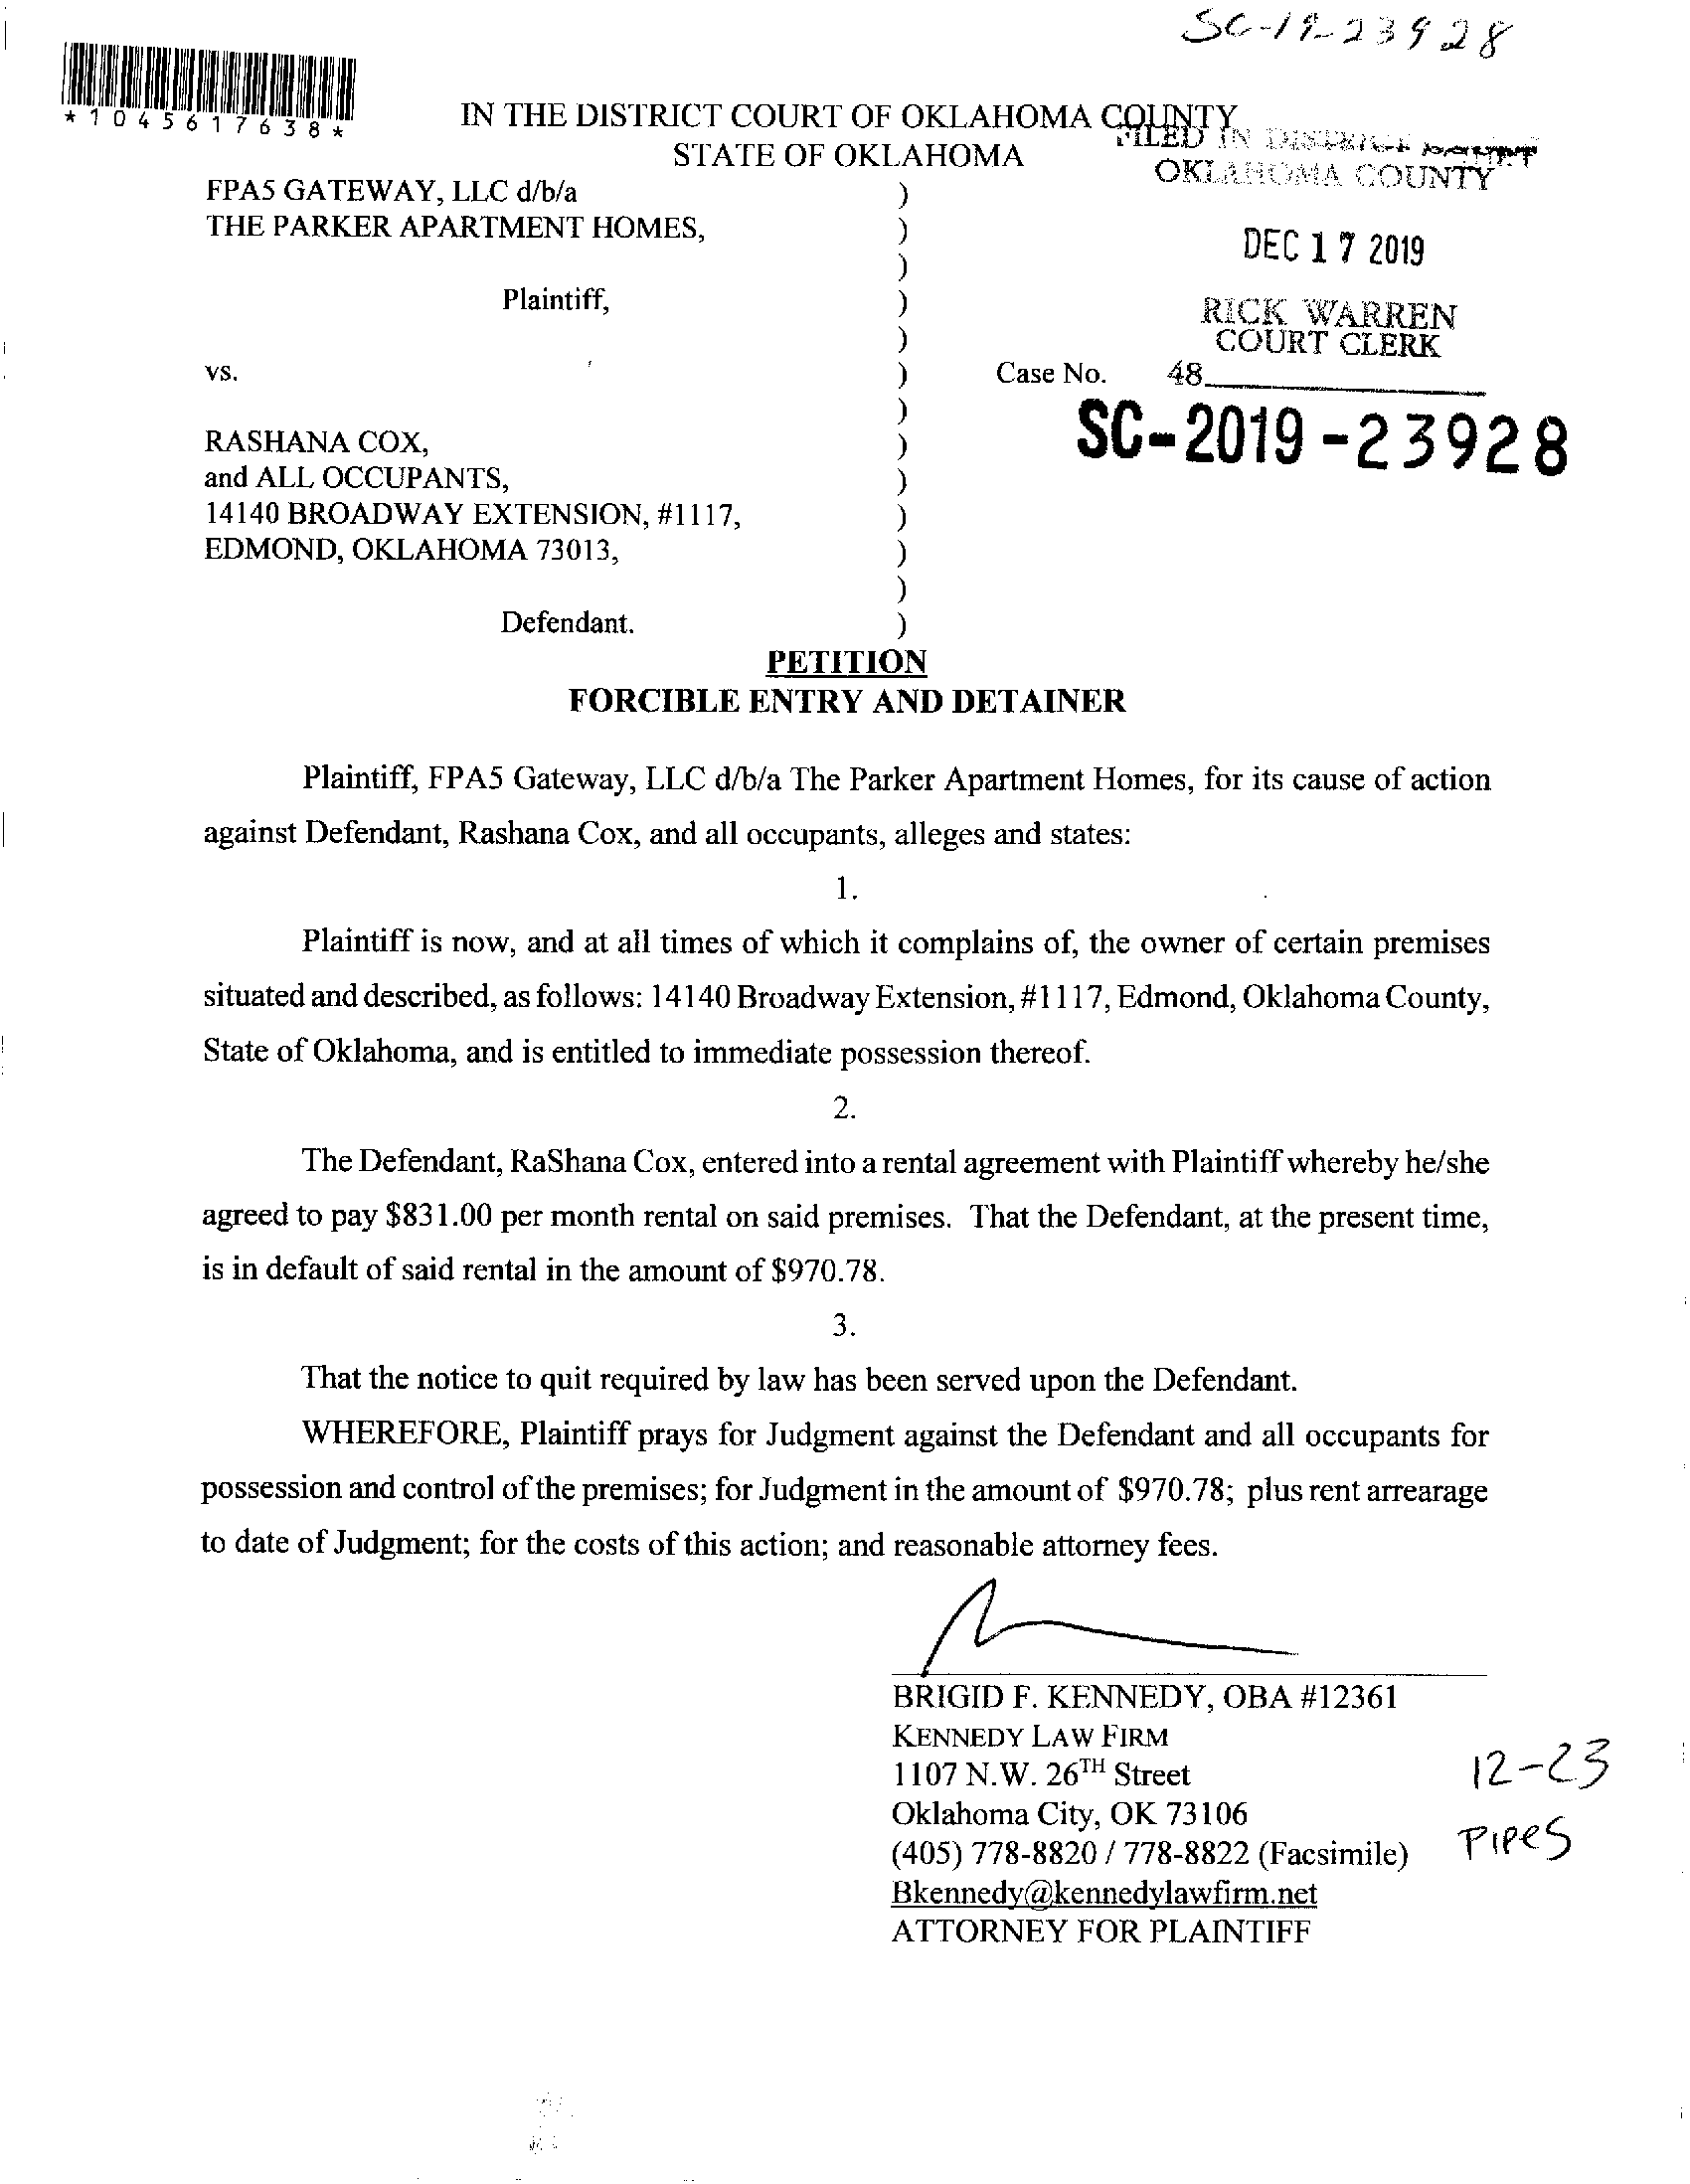 SC-19-23928
*1045617638*
IN THE DISTRICT COURT OF OKLAHOMA COUNTY
STATE OF OKLAHOMA
FILED IN DISTRICT COURT
OKLAHOMA COUNTY
DEC 17 2019
RICK WARREN
COURT CLERK
48
FPA5 GATEWAY, LLC d/b/a )
THE PARKER APARTMENT HOMES, )
)
Plaintiff, )
)
vs. ) Case No.
)
SC-2019-23928
RASHANA COX, )
and ALL OCCUPANTS, )
14140 BROADWAY EXTENSION, #1117, )
EDMOND, OKLAHOMA 73013, )
)
Defendant. )
PETITION
FORCIBLE ENTRY AND DETAINER
Plaintiff, FPA5 Gateway, LLC d/b/a The Parker Apartment Homes, for its cause of action
against Defendant, Rashana Cox, and all occupants, alleges and states:
1.
Plaintiff is now, and at all times of which it complains of, the owner of certain premises
situated and described, as follows: 14140 Broadway Extension, #1117, Edmond, Oklahoma County,
State of Oklahoma, and is entitled to immediate possession thereof.
2.
The Defendant, RaShana Cox, entered into a rental agreement with Plaintiff whereby he/she
agreed to pay $831.00 per month rental on said premises. That the Defendant, at the present time,
is in default of said rental in the amount of $970.78.
3.
That the notice to quit required by law has been served upon the Defendant.
WHEREFORE, Plaintiff prays for Judgment against the Defendant and all occupants for
possession and control of the premises; for Judgment in the amount of $970.78; plus rent arrearage
to date of Judgment; for the costs of this action; and reasonable attorney fees.
BRIGID F. KENNEDY, OBA #12361
KENNEDY LAW FIRM
1107 N.W. 26TH Street
Oklahoma City, OK 73106
(405) 778-8820 / 778-8822 (Facsimile)
Bkennedy@kennedylawfirm.net
ATTORNEY FOR PLAINTIFF
12-23
PIPES